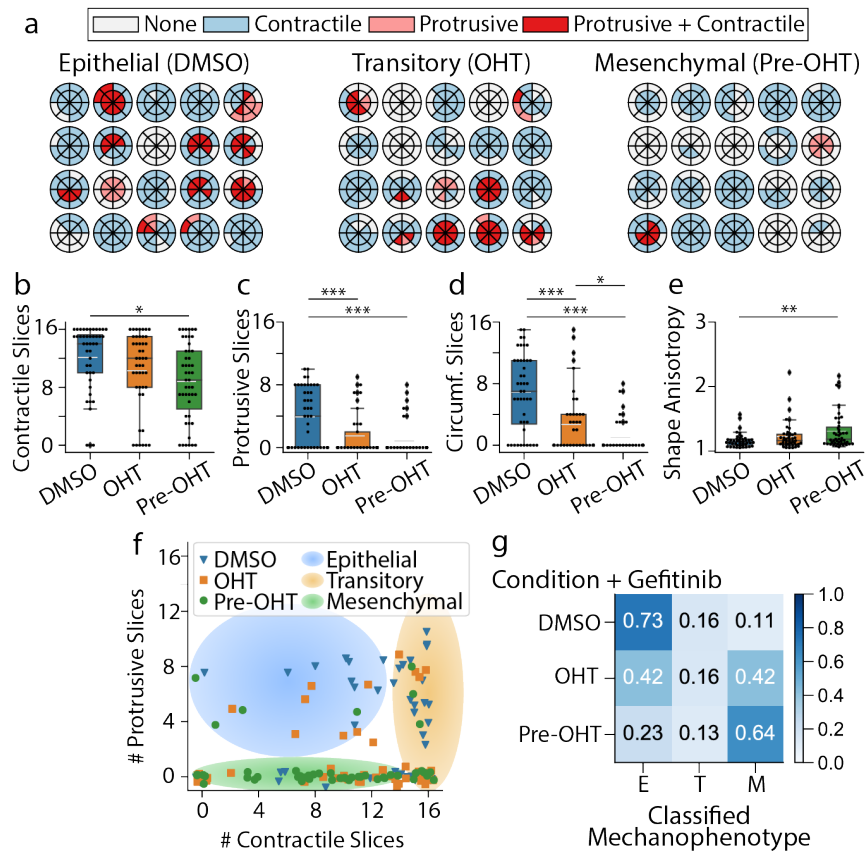 a
None Contractile Protrusive Protrusive + Contractile
Epithelial (DMSO) Transitory (OHT) Mesenchymal (Pre-OHT)
b c d e
Contractile Slices
16
8
0
*
DMSO OHT Pre-OHT
Protrusive Slices
16
8
0
***
***
DMSO OHT Pre-OHT
Circumf. Slices
16
8
0
*** *
***
DMSO OHT Pre-OHT
Shape Anisotropy
3
2
1
**
DMSO OHT Pre-OHT
f
DMSO Epithelial
OHT Transitory
Pre-OHT Mesenchymal
# Protrusive Slices
16
12
8
4
0
0 4 8 12 16
# Contractile Slices
g
Condition + Gefitinib
DMSO 0.73 0.16 0.11
OHT 0.42 0.16 0.42
Pre-OHT 0.23 0.13 0.64
E T M
1.0
0.8
0.6
0.4
0.2
0.0
Classified
Mechanophenotype